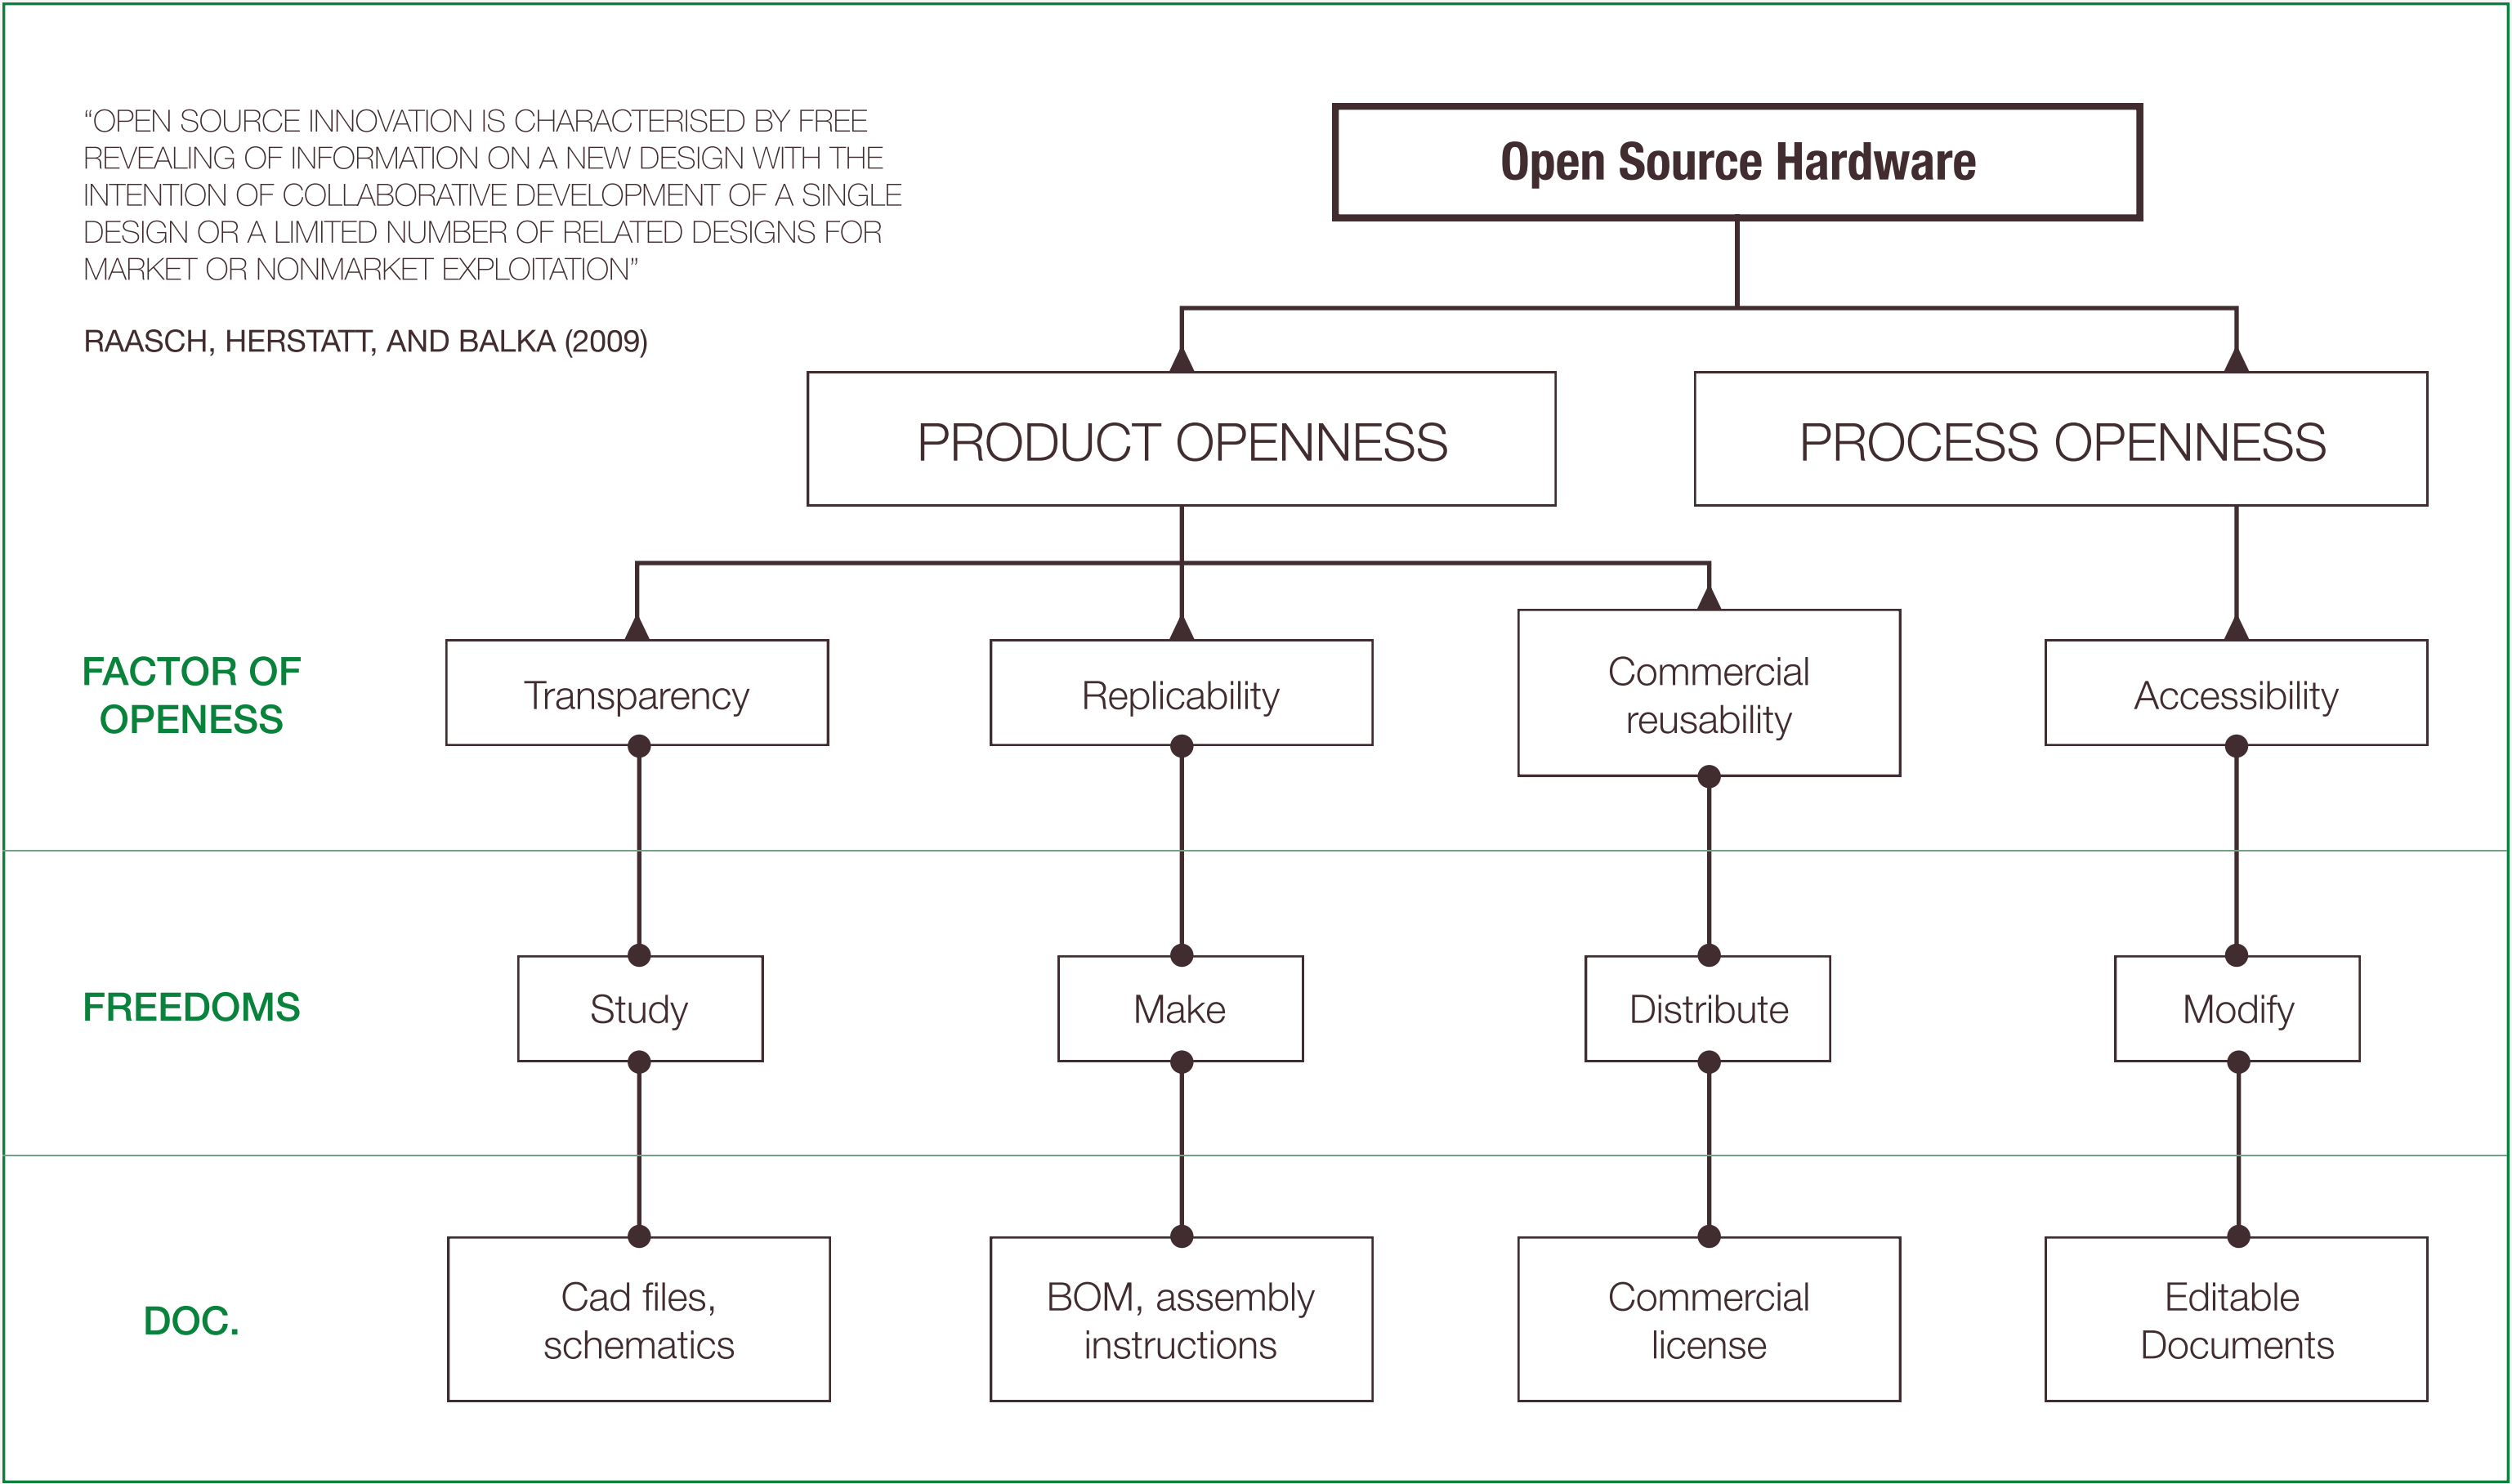 “OPEN SOURCE INNOVATION IS CHARACTERISED BY FREE
REVEALING OF INFORMATION ON A NEW DESIGN WITH THE
INTENTION OF COLLABORATIVE DEVELOPMENT OF A SINGLE
DESIGN OR A LIMITED NUMBER OF RELATED DESIGNS FOR
MARKET OR NONMARKET EXPLOITATION”
RAASCH, HERSTATT, AND BALKA (2009)
Open Source Hardware
PRODUCT OPENNESS
PROCESS OPENNESS
FACTOR OF
OPENESS
Transparency
Replicability
Commercial
reusability
Accessibility
FREEDOMS
Study
Make
Distribute
Modify
DOC.
Cad files,
schematics
BOM, assembly
instructions
Commercial
license
Editable
Documents